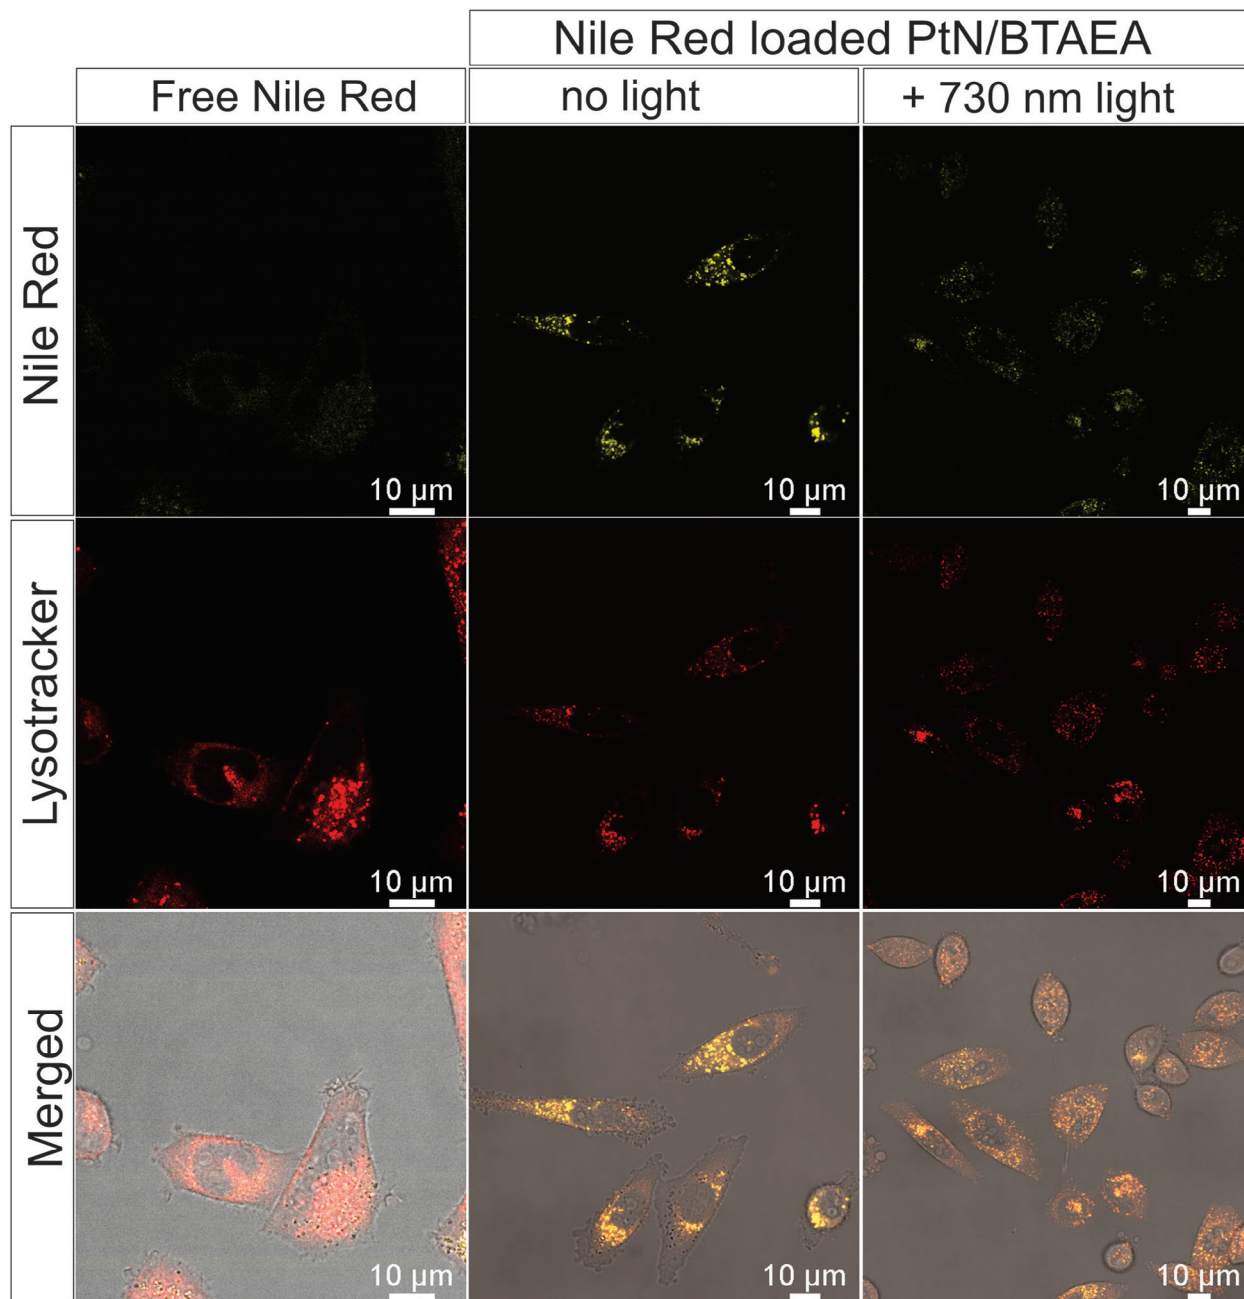 Nile Red loaded PtN/BTAEA
Free Nile Red
no light
+ 730 nm light
Nile Red
10 µm
10 µm
10 µm
Lysotracker
10 µm
10 µm
10 µm
Merged
10 µm
10 µm
10 µm